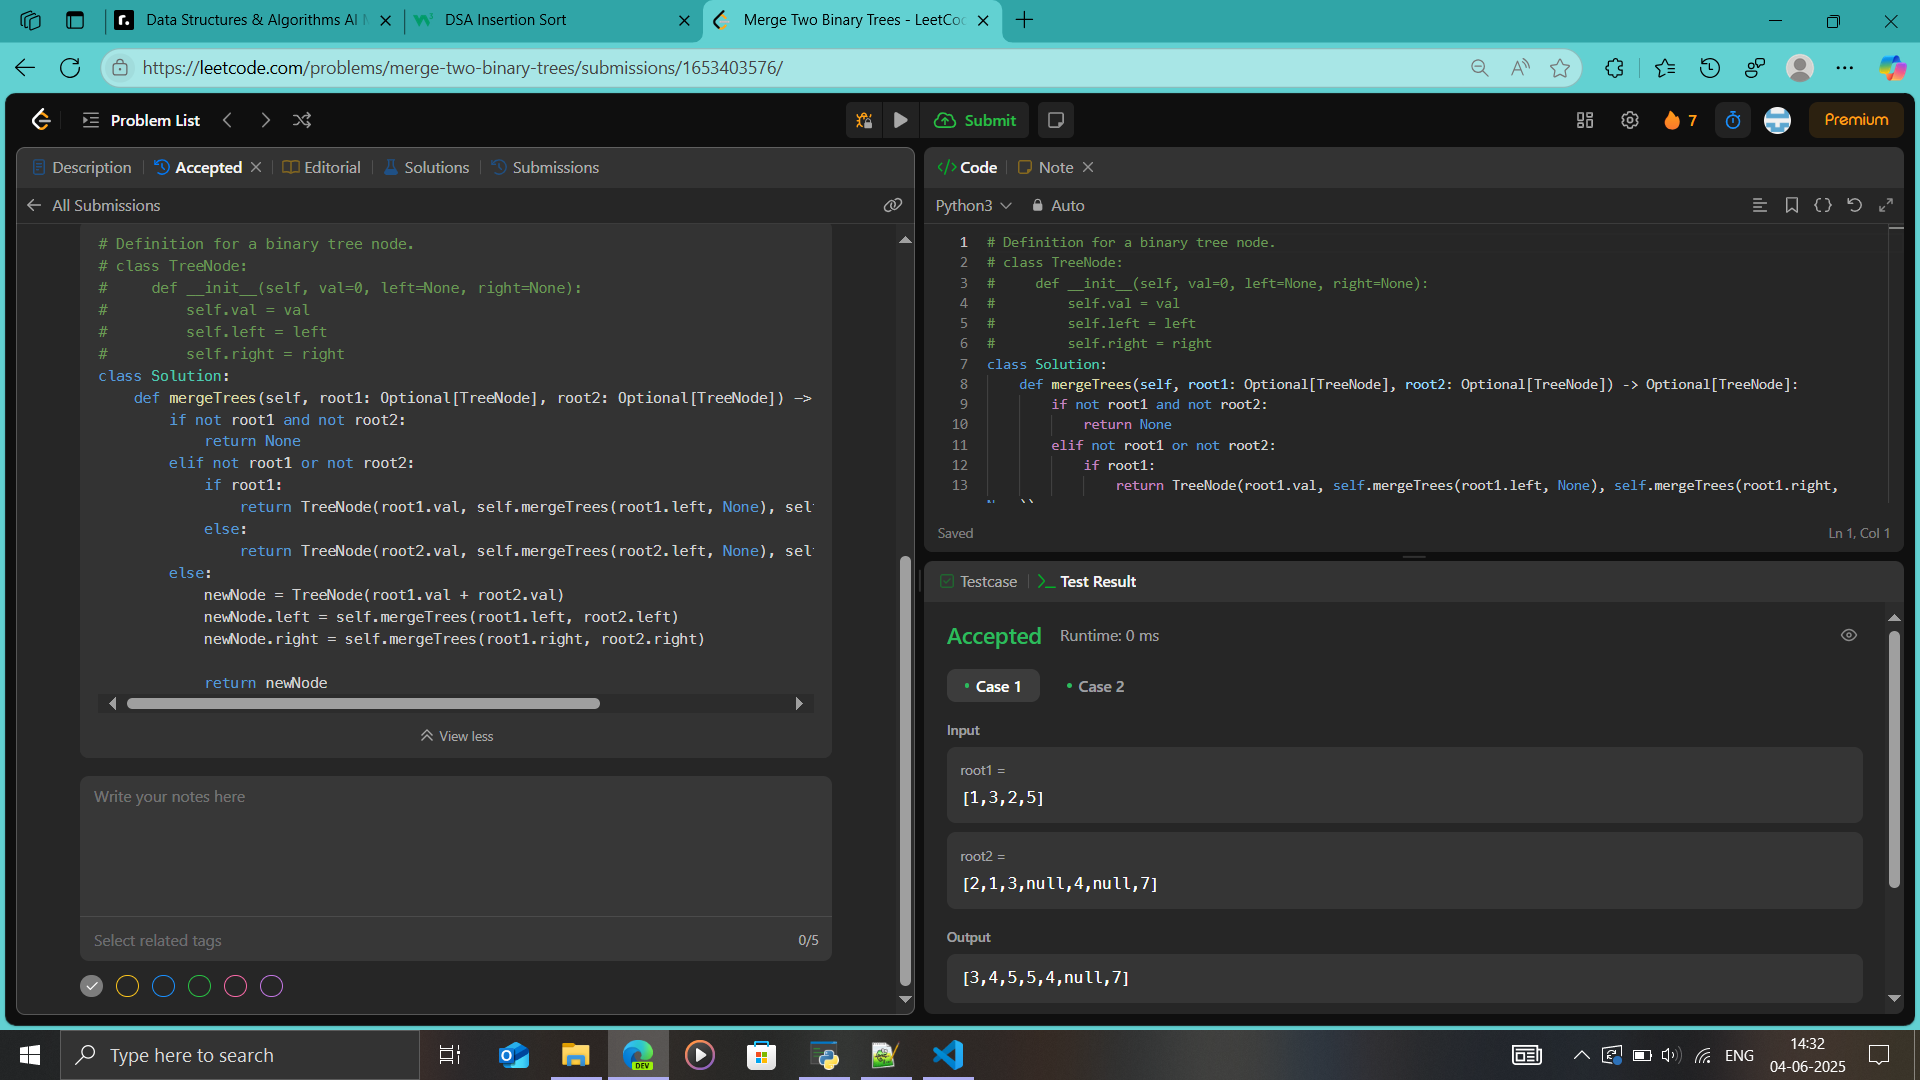 Data Structures & Algorithms AI
DSA Insertion Sort
Merge Two Binary Trees - LeetCo
https://leetcode.com/problems/merge-two-binary-trees/submissions/1653403576/
Problem List
Submit
7
Premium
Description
Accepted
Editorial
Solutions
Submissions
All Submissions
# Definition for a binary tree node.
# class TreeNode:
#     def __init__(self, val=0, left=None, right=None):
#         self.val = val
#         self.left = left
#         self.right = right
class Solution:
    def mergeTrees(self, root1: Optional[TreeNode], root2: Optional[TreeNode]) ->
        if not root1 and not root2:
            return None
        elif not root1 or not root2:
            if root1:
                return TreeNode(root1.val, self.mergeTrees(root1.left, None), sel
            else:
                return TreeNode(root2.val, self.mergeTrees(root2.left, None), sel
        else:
            newNode = TreeNode(root1.val + root2.val)
            newNode.left = self.mergeTrees(root1.left, root2.left)
            newNode.right = self.mergeTrees(root1.right, root2.right)
            return newNode
View less
Write your notes here
Select related tags
0/5
Code
Note
Python3
Auto
1 # Definition for a binary tree node.
2 # class TreeNode:
3 #     def __init__(self, val=0, left=None, right=None):
4 #         self.val = val
5 #         self.left = left
6 #         self.right = right
7 class Solution:
8     def mergeTrees(self, root1: Optional[TreeNode], root2: Optional[TreeNode]) -> Optional[TreeNode]:
9         if not root1 and not root2:
10             return None
11         elif not root1 or not root2:
12             if root1:
13                 return TreeNode(root1.val, self.mergeTrees(root1.left, None), self.mergeTrees(root1.right,
Saved
Ln 1, Col 1
Testcase
Test Result
Accepted
Runtime: 0 ms
Case 1
Case 2
Input
root1 =
[1,3,2,5]
root2 =
[2,1,3,null,4,null,7]
Output
[3,4,5,5,4,null,7]
Type here to search
DEV
ENG
14:32
04-06-2025